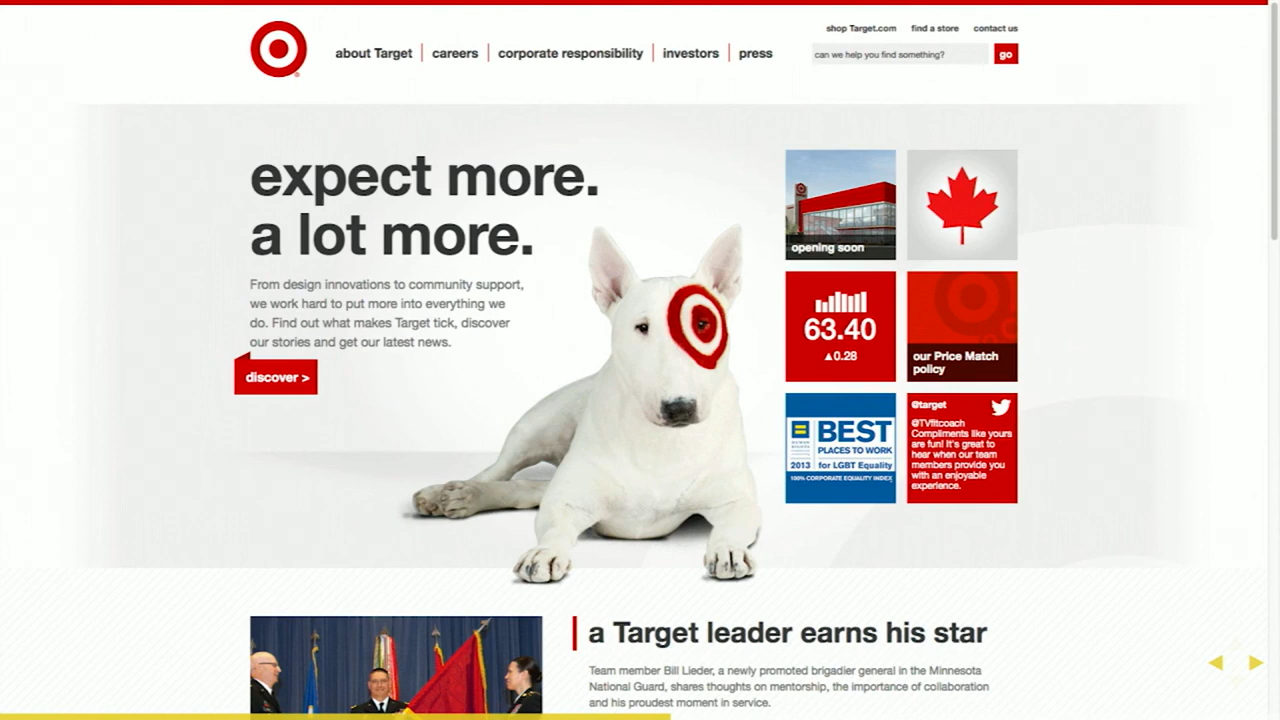 shop Target.com find a store contact us
about Target careers corporate responsibility investors press
can we help you find something? go
expect more.
a lot more.
From design innovations to community support,
we work hard to put more into everything we
do. Find out what makes Target tick, discover
our stories and get our latest news.
discover >
opening soon
63.40
▲0.28
our Price Match
policy
BEST
PLACES TO WORK
2013 for LGBT Equality
100% CORPORATE EQUALITY INDEX
@target
@TVfitcoach
Compliments like yours
are fun! It's great to
hear when our team
members provide you
with an enjoyable
experience.
a Target leader earns his star
Team member Bill Lieder, a newly promoted brigadier general in the Minnesota
National Guard, shares thoughts on mentorship, the importance of collaboration
and his proudest moment in service.